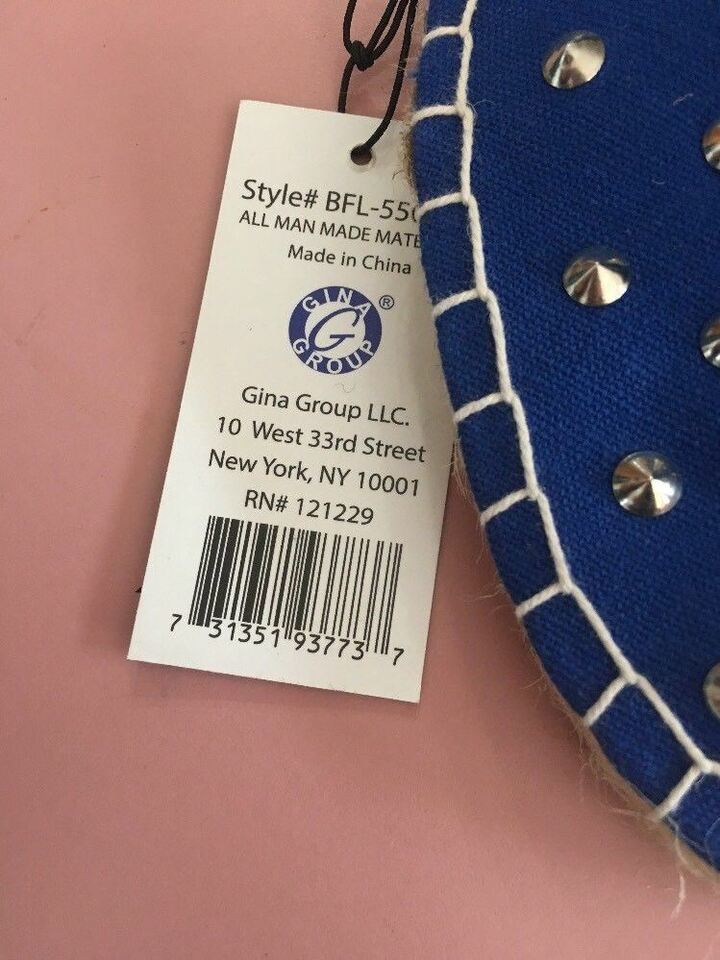 Style# BFL-55
ALL MAN MADE
Made in China
GINA GROUP ®
G
Gina Group LLC.
10 West 33rd Street
New York, NY 10001
RN# 121229
7 31351 93773 7